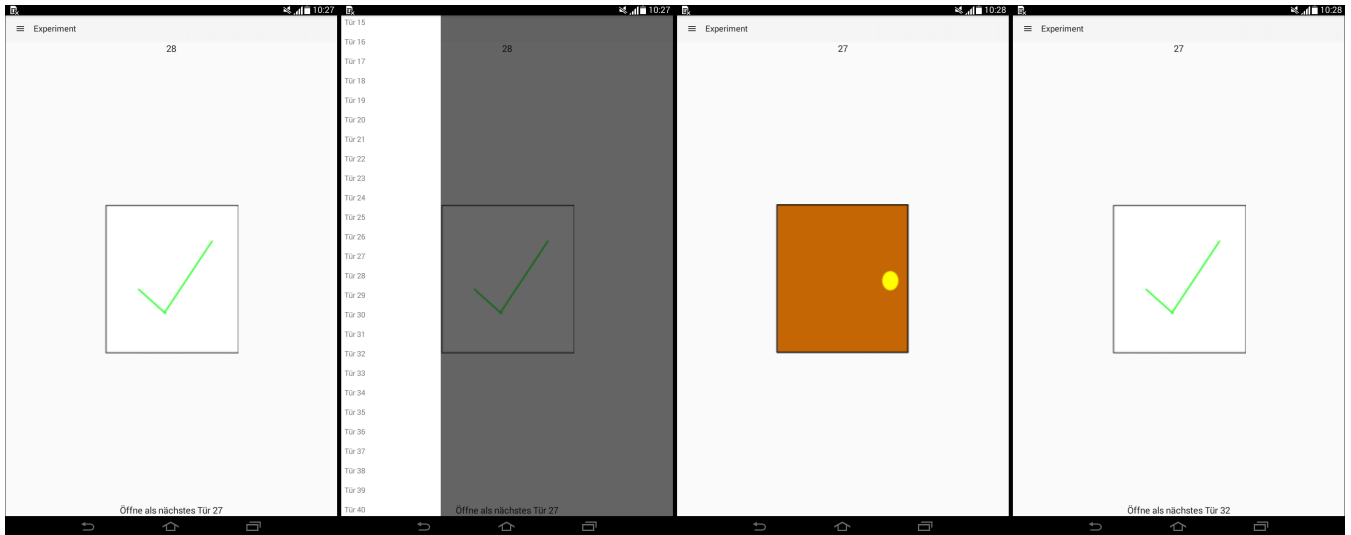 10:27
Experiment
28
Öffne als nächstes Tür 27
10:27
Tür 15
Tür 16
28
Tür 17
Tür 18
Tür 19
Tür 20
Tür 21
Tür 22
Tür 23
Tür 24
Tür 25
Tür 26
Tür 27
Tür 28
Tür 29
Tür 30
Tür 31
Tür 32
Tür 33
Tür 34
Tür 35
Tür 36
Tür 37
Tür 38
Tür 39
Tür 40
Öffne als nächstes Tür 27
10:28
Experiment
27
10:28
Experiment
27
Öffne als nächstes Tür 32